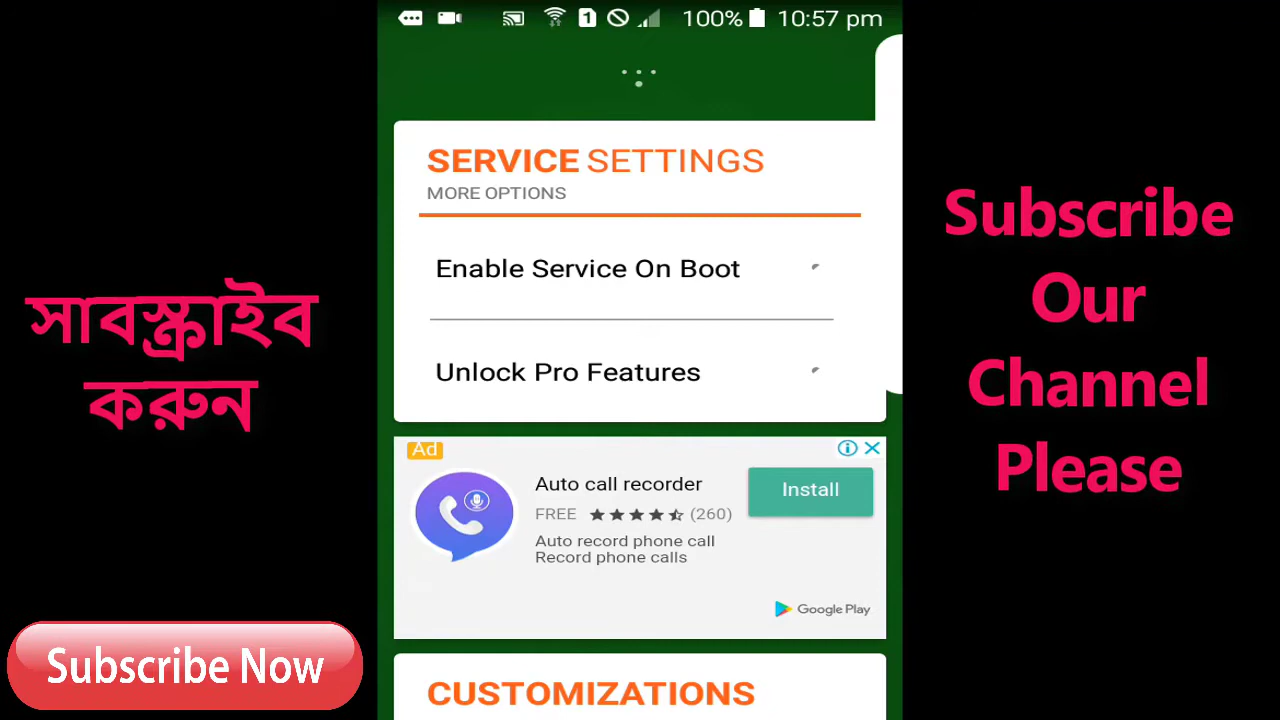 1 100% 10:57 pm
SERVICE SETTINGS
MORE OPTIONS
Enable Service On Boot
Unlock Pro Features
Ad
Auto call recorder
FREE (260)
Install
Auto record phone call
Record phone calls
Google Play
CUSTOMIZATIONS
সাবস্ক্রাইব
করুন
Subscribe Now
Subscribe
Our
Channel
Please